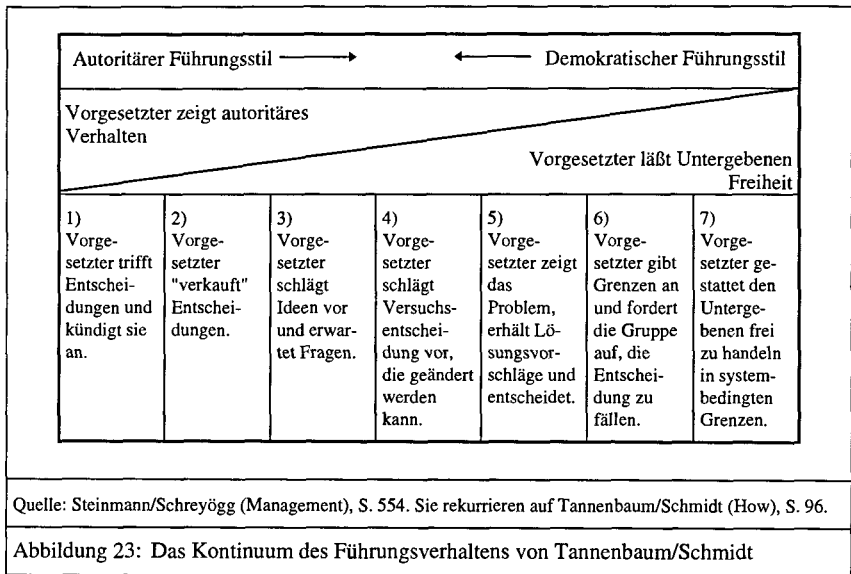 Autoritärer Führungsstil → ← Demokratischer Führungsstil
Vorgesetzter zeigt autoritäres
Verhalten
Vorgesetzter läßt Untergebenen
Freiheit
1)
Vorge-
setzter trifft
Entschei-
dungen und
kündigt sie
an.
2)
Vorge-
setzter
"verkauft"
Entschei-
dungen.
3)
Vorge-
setzter
schlägt
Ideen vor
und erwar-
tet Fragen.
4)
Vorge-
setzter
schlägt
Versuchs-
entschei-
dung vor,
die geändert
werden
kann.
5)
Vorge-
setzter zeigt
das
Problem,
erhält Lö-
sungsvor-
schläge und
entscheidet.
6)
Vorge-
setzter gibt
Grenzen an
und fordert
die Gruppe
auf, die
Entschei-
dung zu
fällen.
7)
Vorge-
setzter ge-
stattet den
Unterge-
benen frei
zu handeln
in system-
bedingten
Grenzen.
Quelle: Steinmann/Schreyögg (Management), S. 554. Sie rekurrieren auf Tannenbaum/Schmidt (How), S. 96.
Abbildung 23: Das Kontinuum des Führungsverhaltens von Tannenbaum/Schmidt